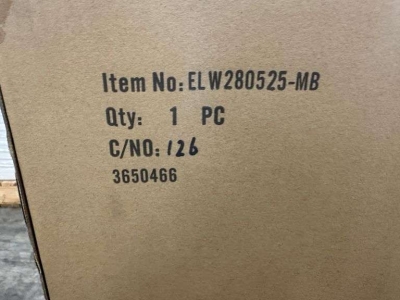 Item No: ELW280525-MB
Qty: 1 PC
C/NO: 126
3650466